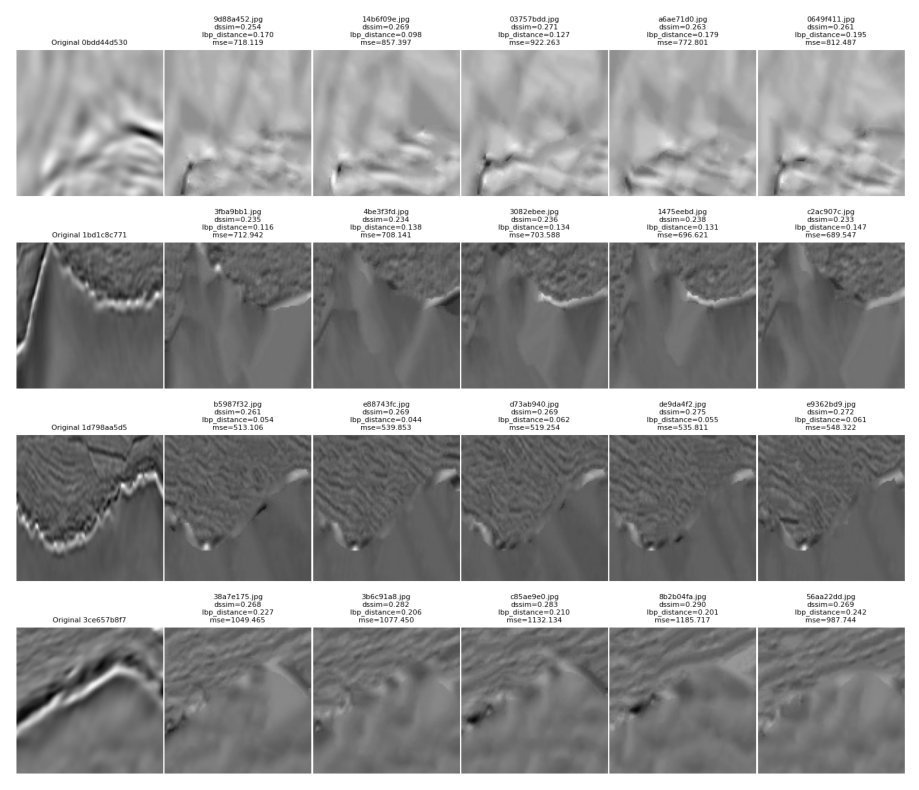 Original 0bdd44d530
9d88a452.jpg
dssim=0.254
lbp_distance=0.170
mse=718.119
14b6f09e.jpg
dssim=0.269
lbp_distance=0.098
mse=857.397
03757bdd.jpg
dssim=0.271
lbp_distance=0.127
mse=922.263
a6ae71d0.jpg
dssim=0.263
lbp_distance=0.179
mse=772.801
0649f411.jpg
dssim=0.261
lbp_distance=0.195
mse=812.487
Original 1bd1c8c771
3fba9bb1.jpg
dssim=0.235
lbp_distance=0.116
mse=712.942
4be3f3fd.jpg
dssim=0.234
lbp_distance=0.138
mse=708.141
3082ebee.jpg
dssim=0.236
lbp_distance=0.134
mse=703.588
1475eebd.jpg
dssim=0.238
lbp_distance=0.131
mse=696.621
c2ac907c.jpg
dssim=0.233
lbp_distance=0.147
mse=689.547
Original 1d798aa5d5
b5987f32.jpg
dssim=0.261
lbp_distance=0.054
mse=513.106
e88743fc.jpg
dssim=0.269
lbp_distance=0.044
mse=539.853
d73ab940.jpg
dssim=0.269
lbp_distance=0.062
mse=519.254
de9da4f2.jpg
dssim=0.275
lbp_distance=0.055
mse=535.811
e9362bd9.jpg
dssim=0.272
lbp_distance=0.061
mse=548.322
Original 3ce657b8f7
38a7e175.jpg
dssim=0.268
lbp_distance=0.227
mse=1049.465
3b6c91a8.jpg
dssim=0.282
lbp_distance=0.206
mse=1077.450
c85ae9e0.jpg
dssim=0.283
lbp_distance=0.210
mse=1132.134
8b2b04fa.jpg
dssim=0.290
lbp_distance=0.201
mse=1185.717
56aa22dd.jpg
dssim=0.269
lbp_distance=0.242
mse=987.744